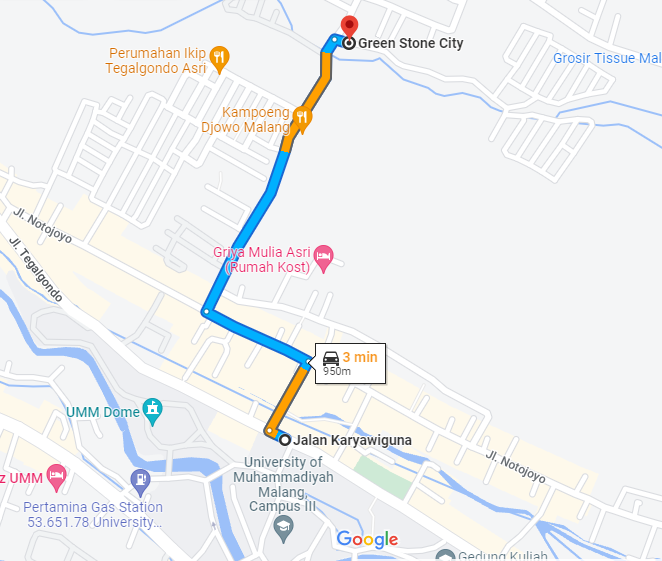 Green Stone City
Perumahan Ikip
Tegalgondo Asri
Grosir Tissue Mal
Kampoeng
Djowo Malang
Jl. Notojoyo
Jl. Tegalgondo
Griya Mulia Asri
(Rumah Kost)
3 min
950m
UMM Dome
Jalan Karyawiguna
Jl. Notojoyo
University of
Muhammadiyah
Malang,
Campus III
z UMM
Pertamina Gas Station
53.651.78 University...
Google
Gedung Kuliah